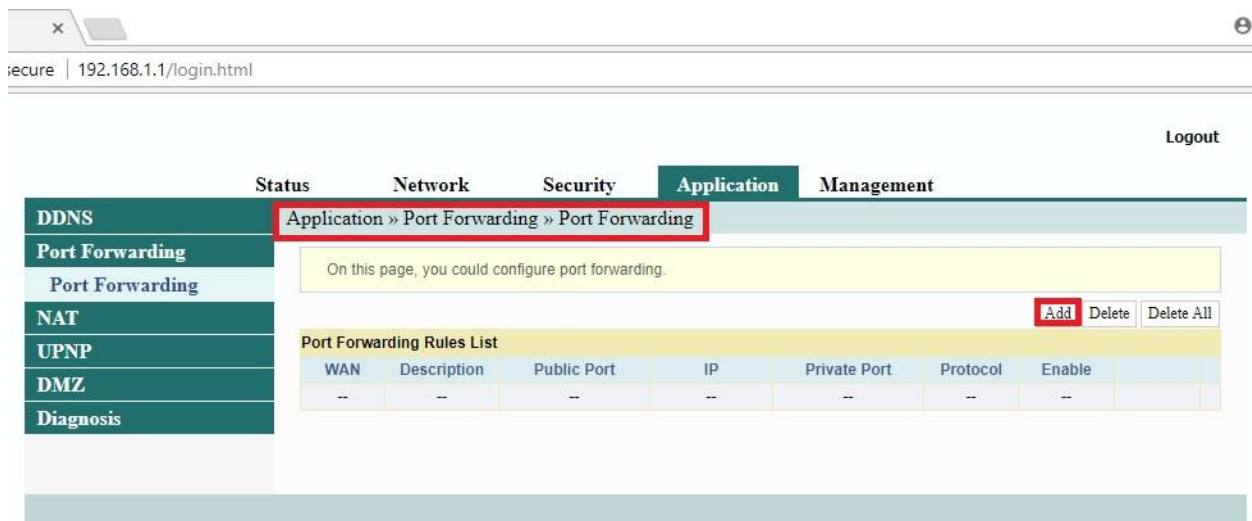 secure | 192.168.1.1/login.html
Logout
Status Network Security Application Management
DDNS
Port Forwarding
Port Forwarding
NAT
UPNP
DMZ
Diagnosis
Application » Port Forwarding » Port Forwarding
On this page, you could configure port forwarding.
Add Delete Delete All
Port Forwarding Rules List
WAN Description Public Port IP Private Port Protocol Enable
-- -- -- -- -- -- --